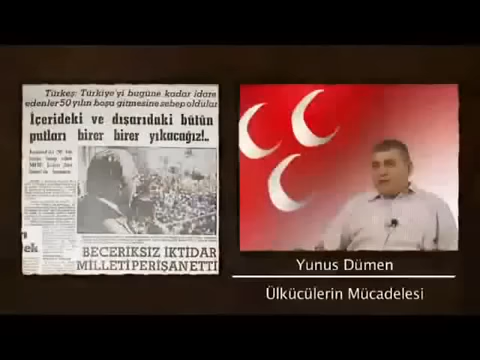 Türkeş: Türkiye'yi bugüne kadar idare
edenler 50 yılın boşa gitmesine sebep oldular
İçerideki ve dışarıdaki bütün
putları birer birer yıkacağız!..
BECERİKSİZ İKTİDAR
MİLLETİ PERİŞAN ETTİ
Yunus Dümen
Ülkücülerin Mücadelesi